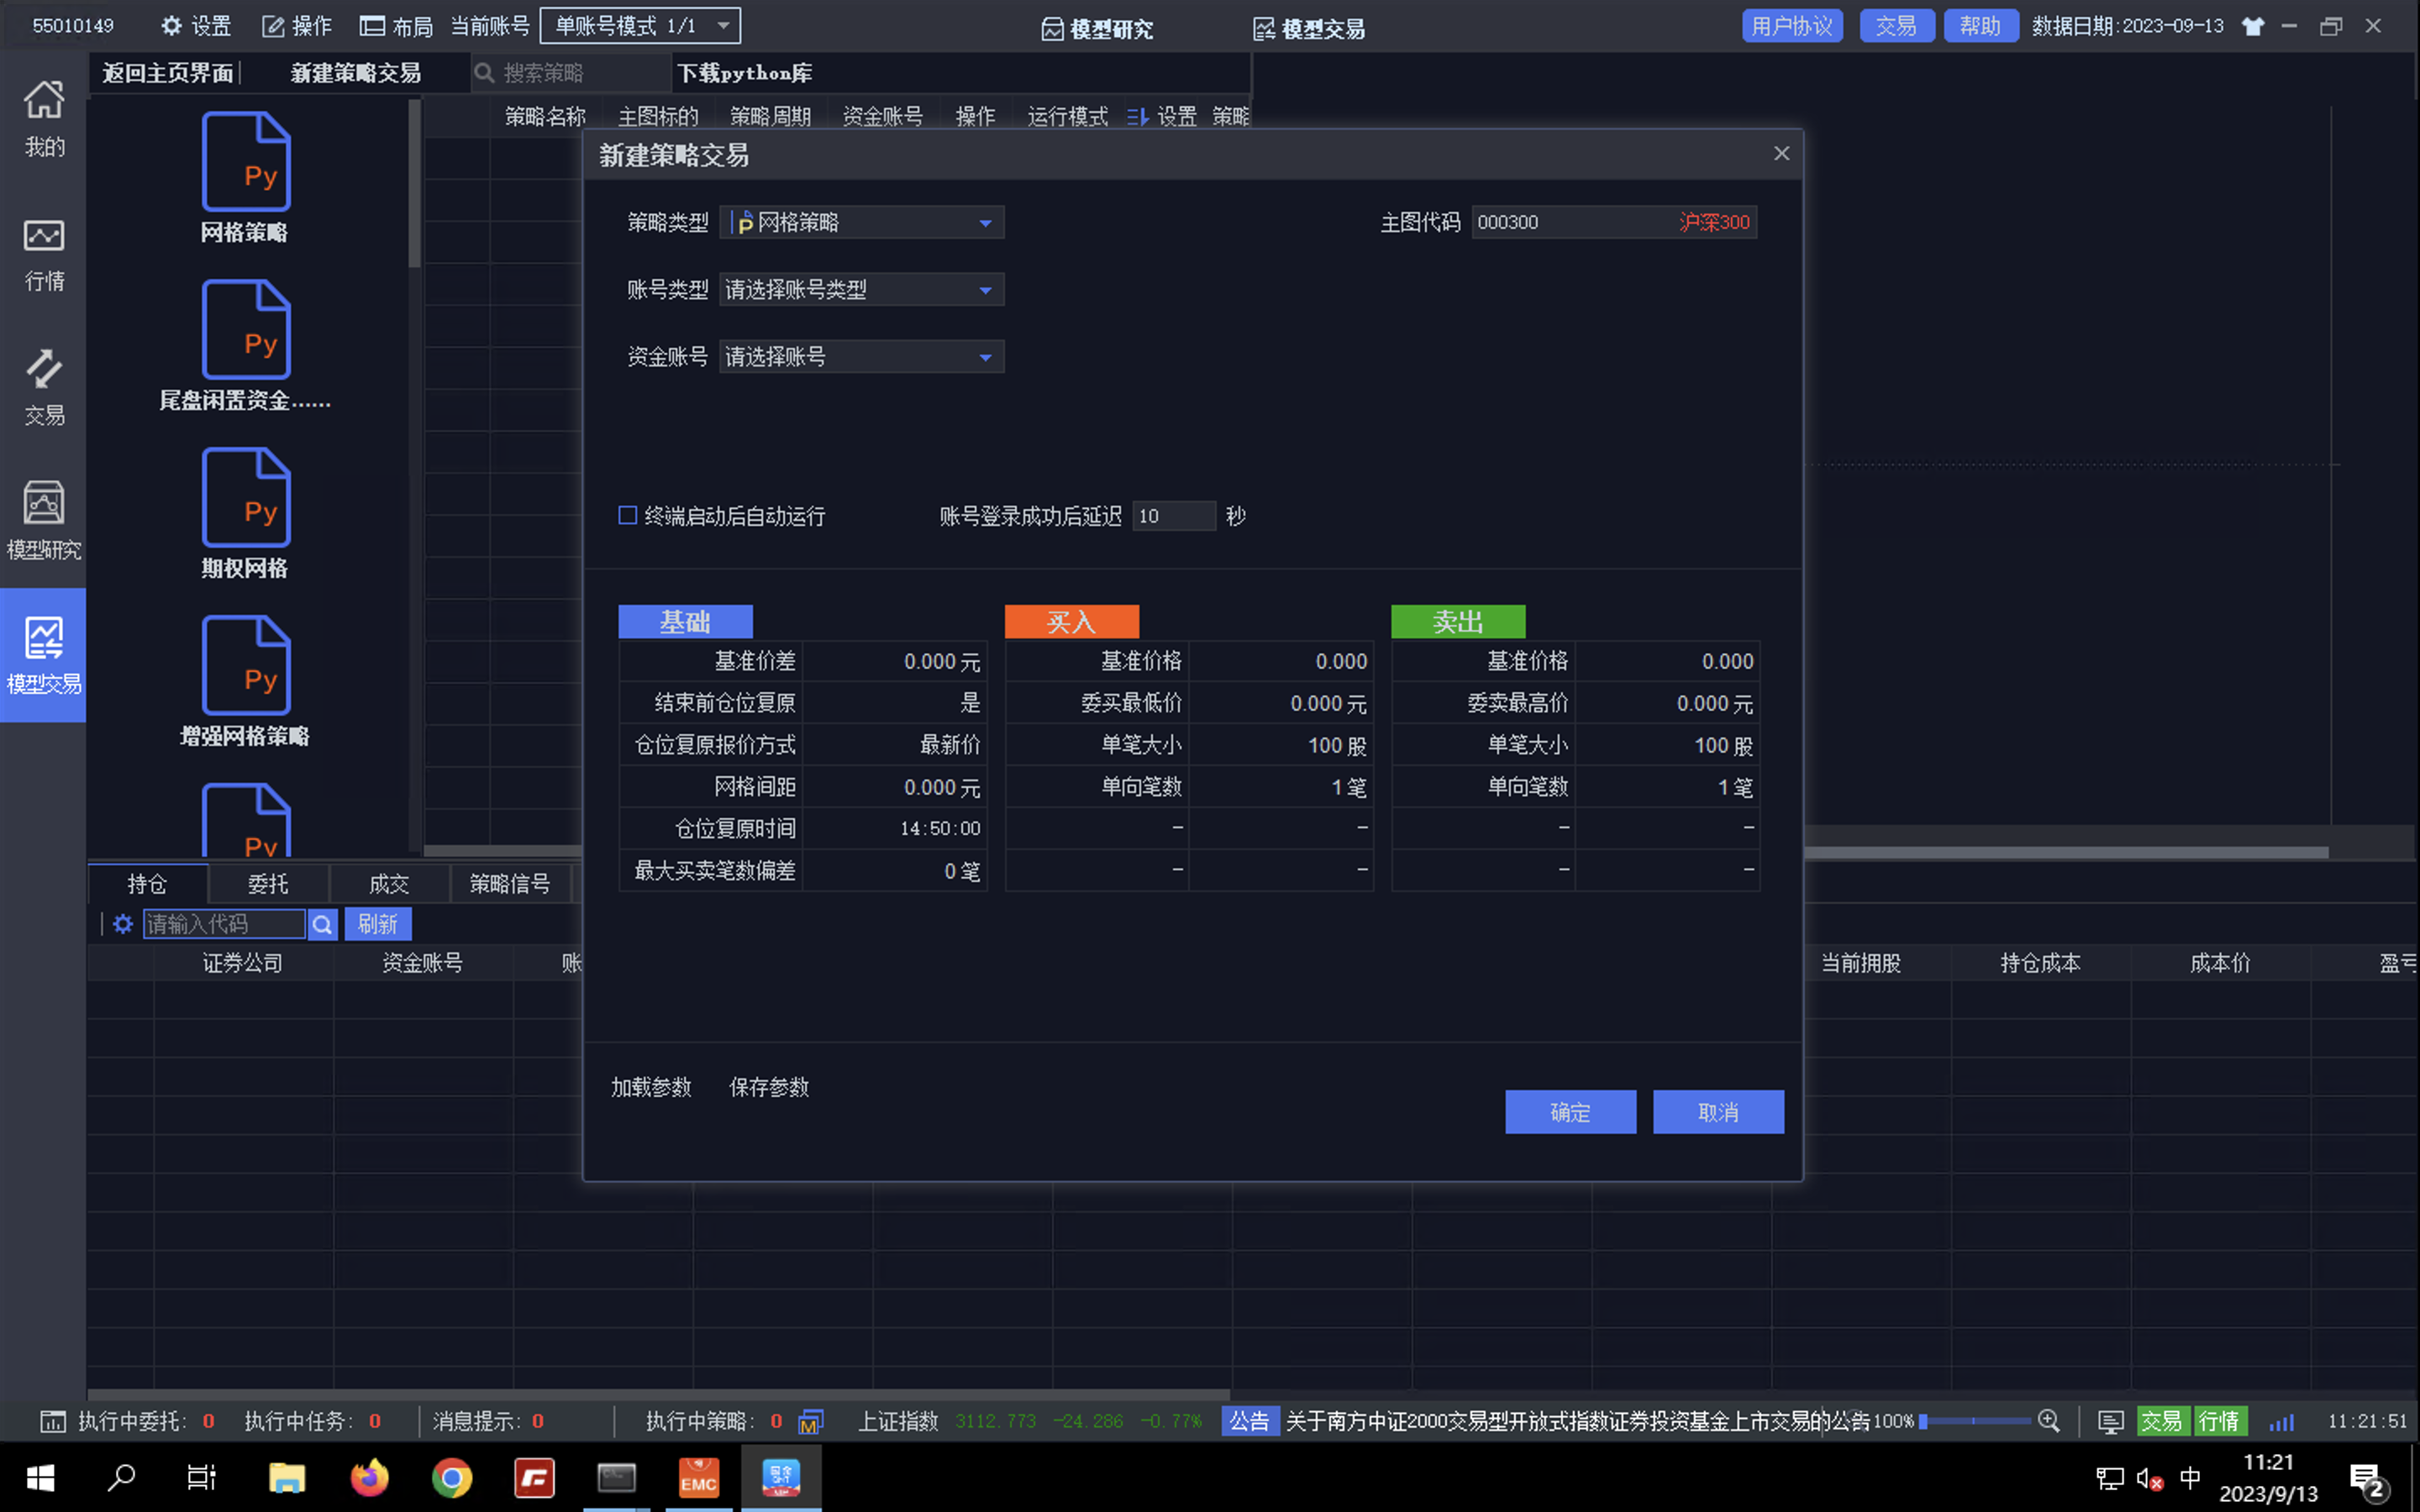 55010149 设置 操作 布局 当前账号 单账号模式 1/1 模型研究 模型交易 用户协议 交易 帮助 数据日期:2023-09-13
返回主页界面 新建策略交易 搜索策略 下载python库
策略名称 主图标的 策略周期 资金账号 操作 运行模式 设置 策略
我的
行情
交易
模型研究
模型交易
Py
网格策略
Py
尾盘闲置资金......
Py
期权网格
Py
增强网格策略
Py
新建策略交易
策略类型 网格策略 主图代码 000300 沪深300
账号类型 请选择账号类型
资金账号 请选择账号
终端启动后自动运行 账号登录成功后延迟 10 秒
基础 买入 卖出
基准价差 0.000 元 基准价格 0.000 基准价格 0.000
结束前仓位复原 是 委买最低价 0.000 元 委卖最高价 0.000 元
仓位复原报价方式 最新价 单笔大小 100 股 单笔大小 100 股
网格间距 0.000 元 单向笔数 1 笔 单向笔数 1 笔
仓位复原时间 14:50:00 - - - -
最大买卖笔数偏差 0 笔 - - - -
加载参数 保存参数
确定 取消
持仓 委托 成交 策略信号
请输入代码 刷新
证券公司 资金账号 账 当前拥股 持仓成本 成本价 盈亏
执行中委托: 0 执行中任务: 0 消息提示: 0 执行中策略: 0 上证指数 3112.773 -24.286 -0.77% 公告 关于南方中证2000交易型开放式指数证券投资基金上市交易的公告 100% 交易 行情 11:21:51
EMC
中 11:21
2023/9/13
2